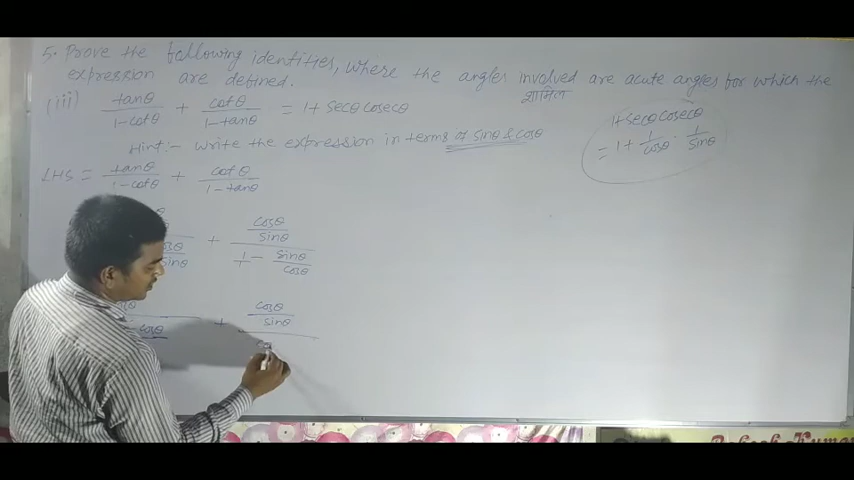 5. Prove the following identities, where the angles involved are acute angles for which the
शामिल
expression are defined.
(iii) tanθ/1-cotθ + cotθ/1-tanθ = 1+ secθ cosecθ
Hint:- Write the expression in terms of sinθ & cosθ
1+secθcosecθ
= 1 + 1/cosθ · 1/sinθ
LHS = tanθ/1-cotθ + cotθ/1-tanθ
+ cosθ/sinθ / 1/1 - sinθ/cosθ
cosθ + cosθ/sinθ